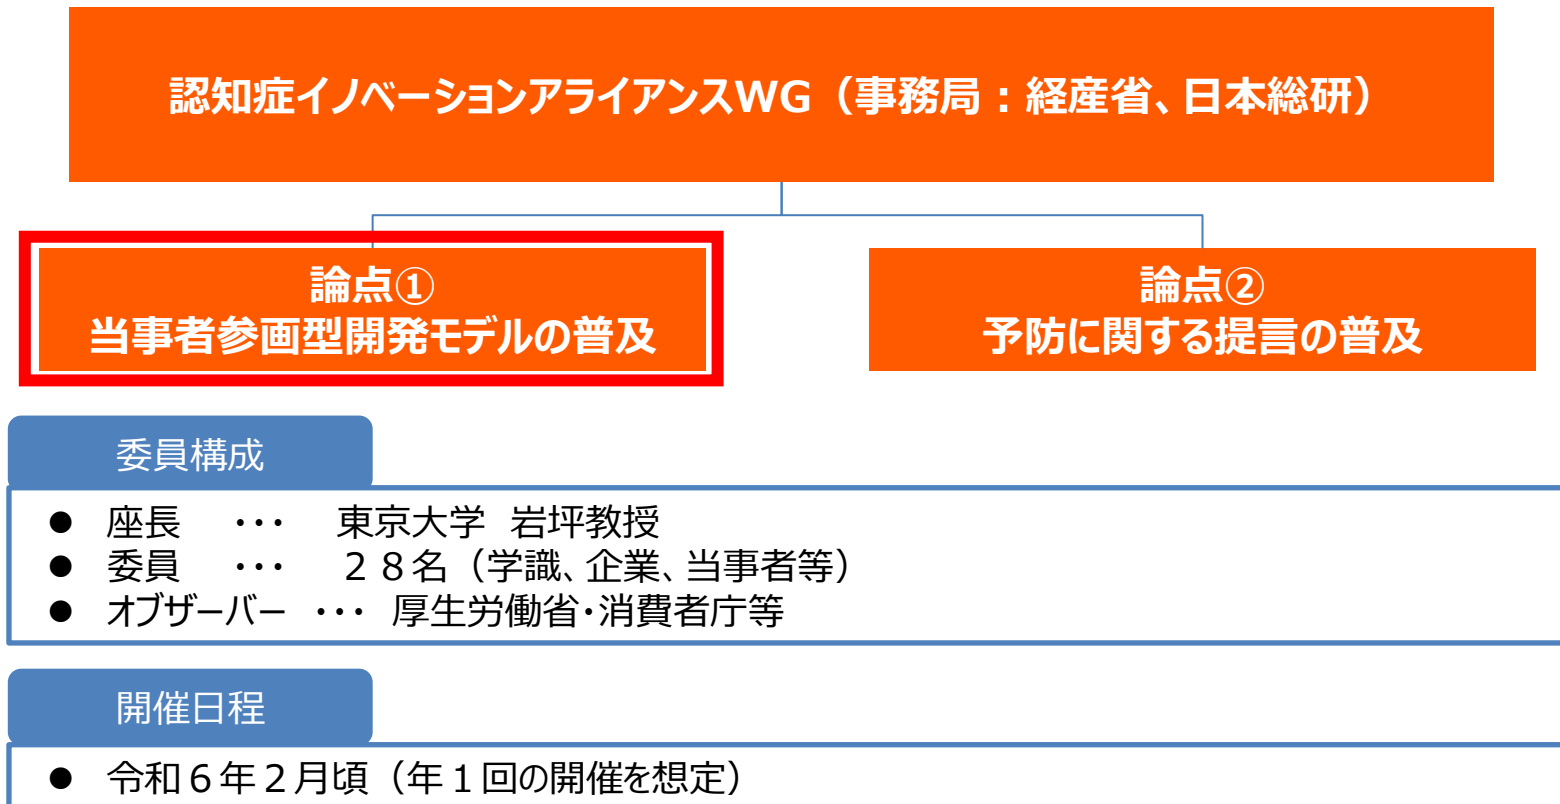 認知症イノベーションアライアンスWG（事務局：経産省、日本総研）
論点①
当事者参画型開発モデルの普及
論点②
予防に関する提言の普及
委員構成
● 座長 ･･･ 東京大学 岩坪教授
● 委員 ･･･ ２８名（学識、企業、当事者等）
● オブザーバー ･･･ 厚生労働省･消費者庁等
開催日程
● 令和６年２月頃（年１回の開催を想定）